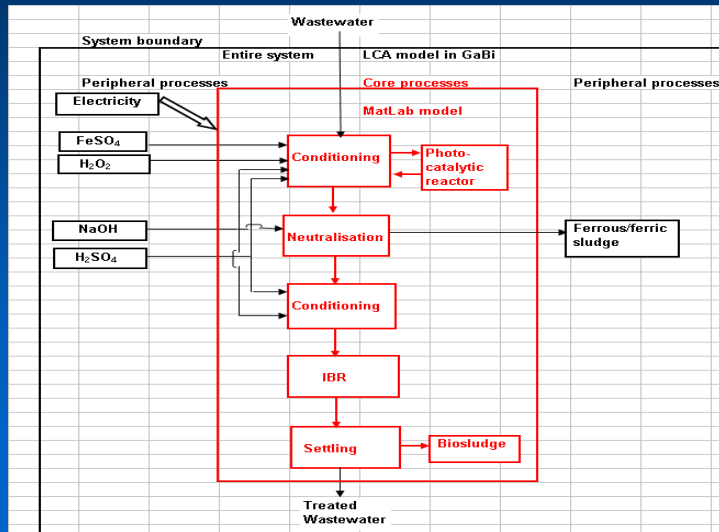 Wastewater
System boundary
Entire system LCA model in GaBi
Peripheral processes Core processes Peripheral processes
Electricity
MatLab model
FeSO₄
H₂O₂
Conditioning
Photo-
catalytic
reactor
NaOH
Neutralisation
Ferrous/ferric
sludge
H₂SO₄
Conditioning
IBR
Settling
Biosludge
Treated
Wastewater